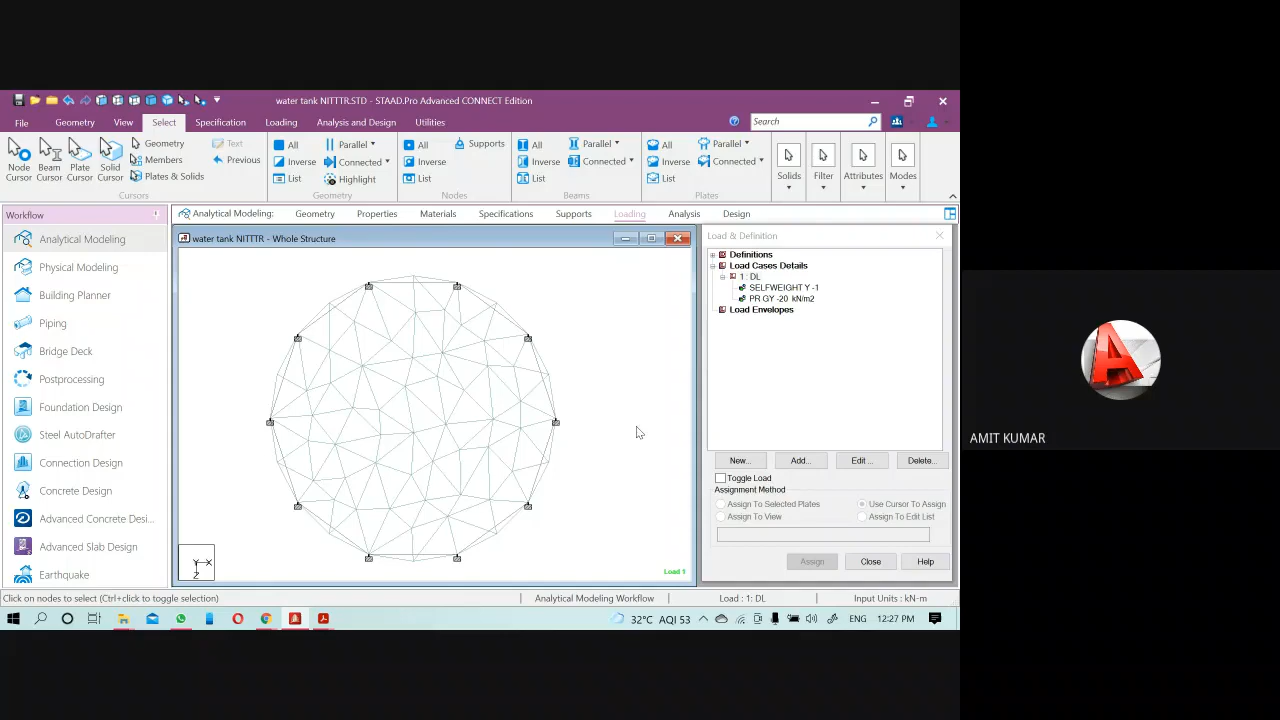 water tank NITTTR.STD - STAAD.Pro Advanced CONNECT Edition
File Geometry View Select Specification Loading Analysis and Design Utilities Search
Node Cursor
Beam Cursor
Plate Cursor
Solid Cursor
Geometry
Members
Plates & Solids
Text
Previous
Cursors
All
Inverse
List
Parallel
Connected
Highlight
Geometry
All
Inverse
List
Supports
Nodes
All
Inverse
List
Parallel
Connected
Beams
All
Inverse
List
Parallel
Connected
Plates
Solids
Filter
Attributes
Modes
Workflow
Analytical Modeling
Physical Modeling
Building Planner
Piping
Bridge Deck
Postprocessing
Foundation Design
Steel AutoDrafter
Connection Design
Concrete Design
Advanced Concrete Desi...
Advanced Slab Design
Earthquake
Analytical Modeling: Geometry Properties Materials Specifications Supports Loading Analysis Design
water tank NITTTR - Whole Structure
Y X
Z
Load 1
Load & Definition
Definitions
Load Cases Details
1 : DL
SELFWEIGHT Y -1
PR GY -20 kN/m2
Load Envelopes
New... Add... Edit ... Delete...
Toggle Load
Assignment Method
Assign To Selected Plates Use Cursor To Assign
Assign To View Assign To Edit List
Assign Close Help
Click on nodes to select (Ctrl+click to toggle selection) Analytical Modeling Workflow Load : 1: DL Input Units : kN-m
32°C AQI 53 ENG 12:27 PM
AMIT KUMAR